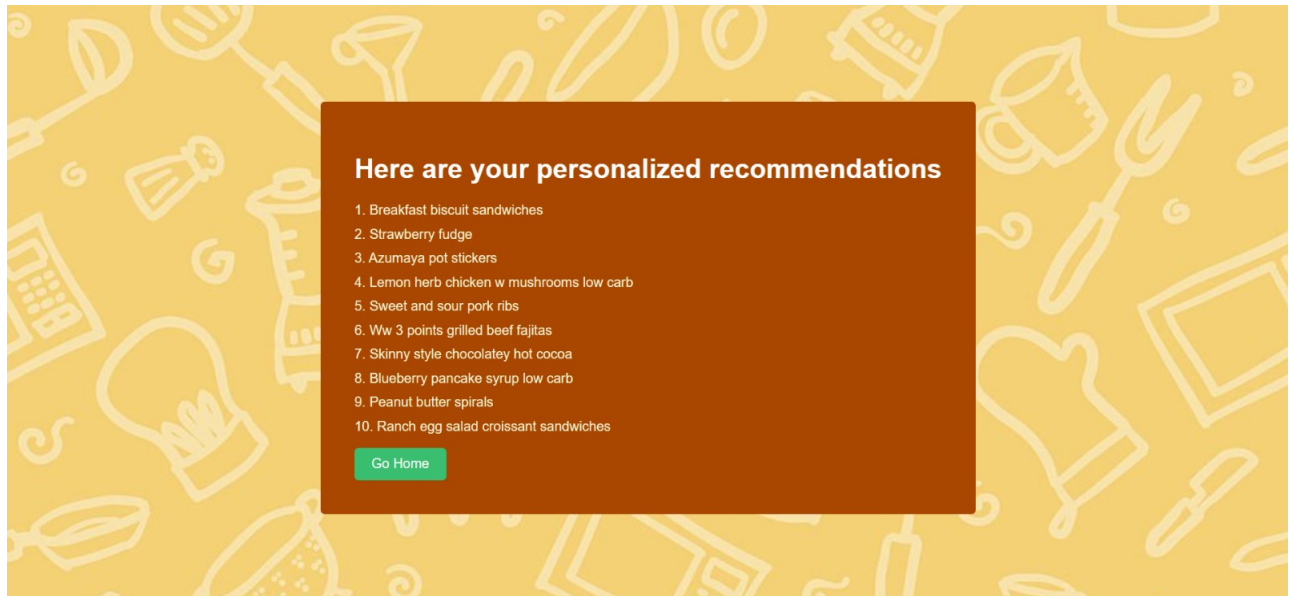 Here are your personalized recommendations
1. Breakfast biscuit sandwiches
2. Strawberry fudge
3. Azumaya pot stickers
4. Lemon herb chicken w mushrooms low carb
5. Sweet and sour pork ribs
6. Ww 3 points grilled beef fajitas
7. Skinny style chocolatey hot cocoa
8. Blueberry pancake syrup low carb
9. Peanut butter spirals
10. Ranch egg salad croissant sandwiches
Go Home